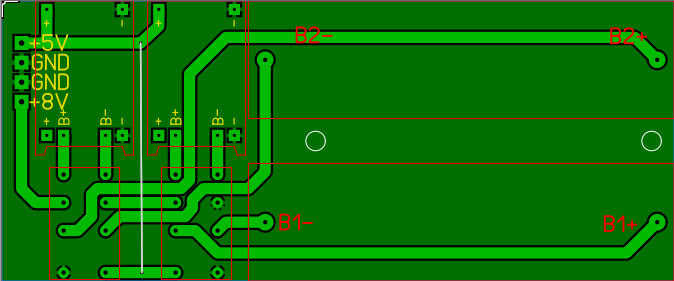 + - + -
+5V
GND
GND
+8V
B2- B2+
+ B+ B- - + B+ B- -
B1- B1+